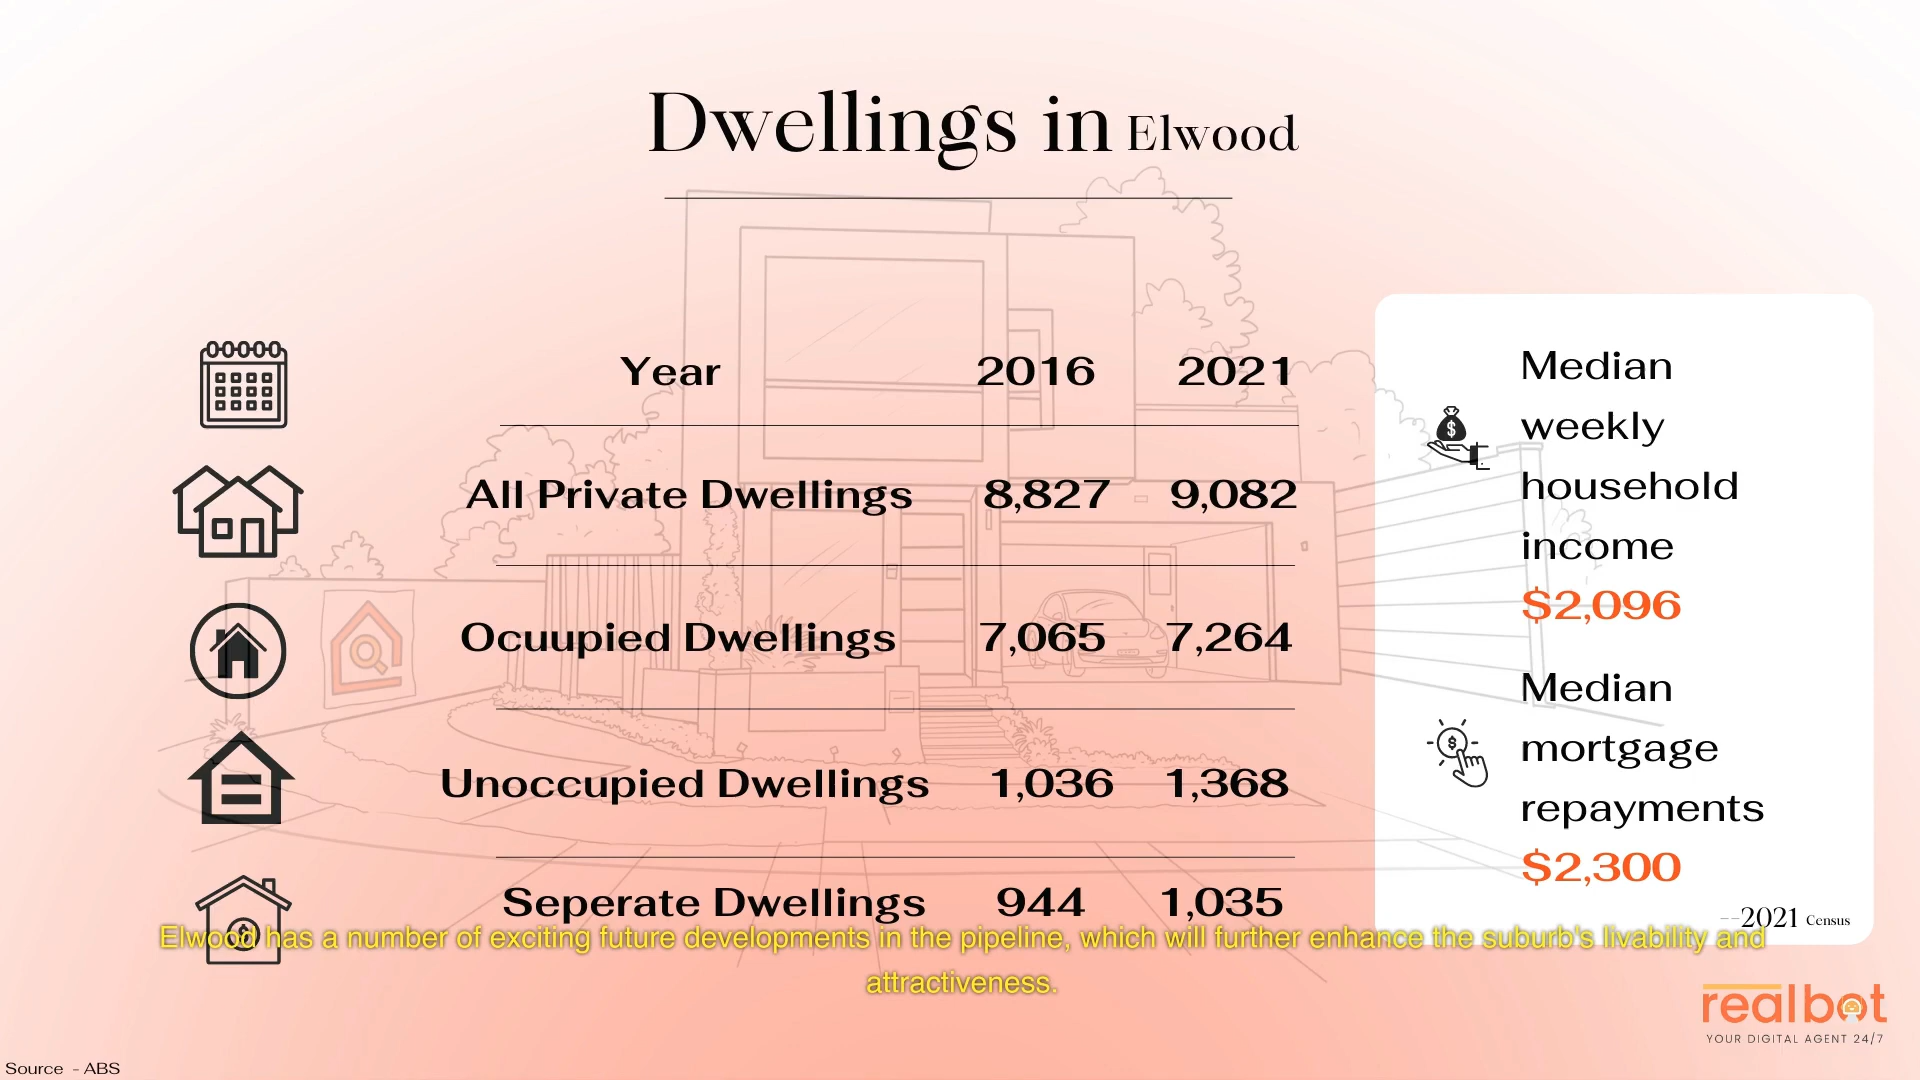 Dwellings in Elwood
Year 2016 2021
All Private Dwellings 8,827 9,082
Ocuupied Dwellings 7,065 7,264
Unoccupied Dwellings 1,036 1,368
Seperate Dwellings 944 1,035
Median
weekly
household
income
$2,096
Median
mortgage
repayments
$2,300
--2021 Census
Elwood has a number of exciting future developments in the pipeline, which will further enhance the suburb's livability and
attractiveness.
realbot
YOUR DIGITAL AGENT 24/7
Source - ABS